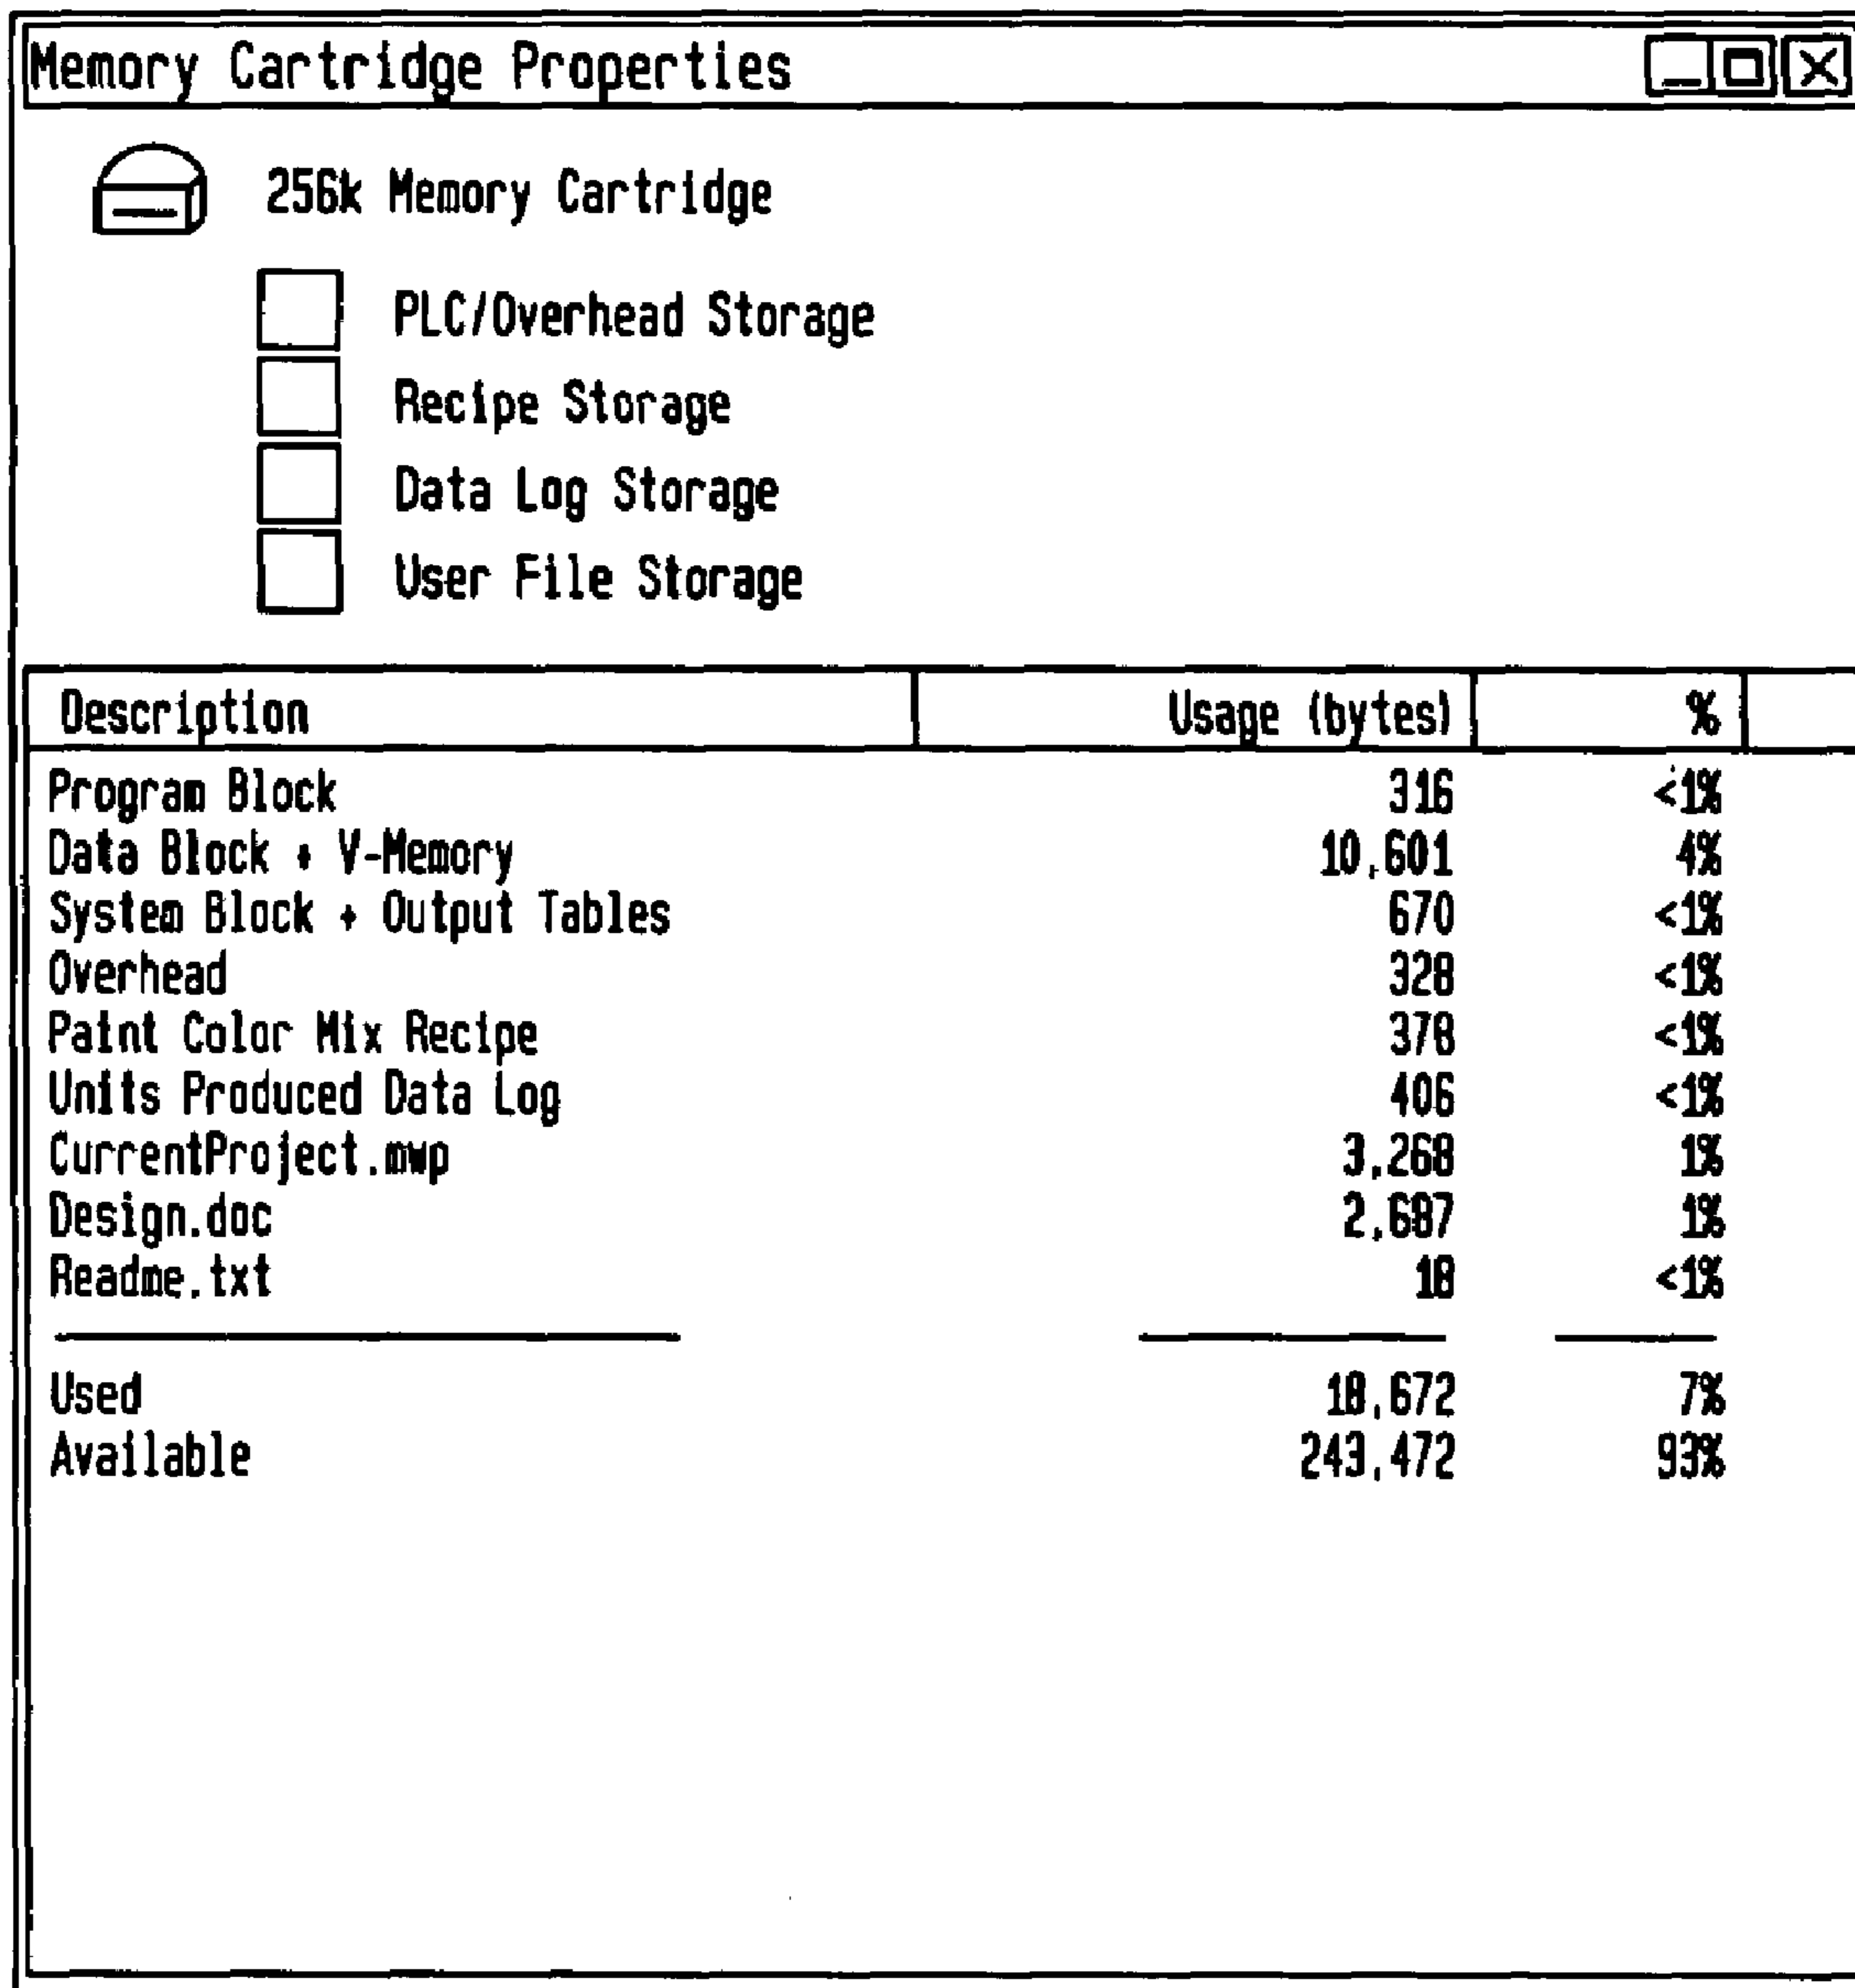 Memory Cartridge Properties
256k Memory Cartridge
PLC/Overhead Storage
Recipe Storage
Data Log Storage
User File Storage
Description Usage (bytes) %
Program Block 316 <1%
Data Block + V-Memory 10,601 4%
System Block + Output Tables 670 <1%
Overhead 328 <1%
Paint Color Mix Recipe 378 <1%
Units Produced Data Log 406 <1%
CurrentProject.mwp 3,268 1%
Design.doc 2,687 1%
Readme.txt 18 <1%
Used 18,672 7%
Available 243,472 93%